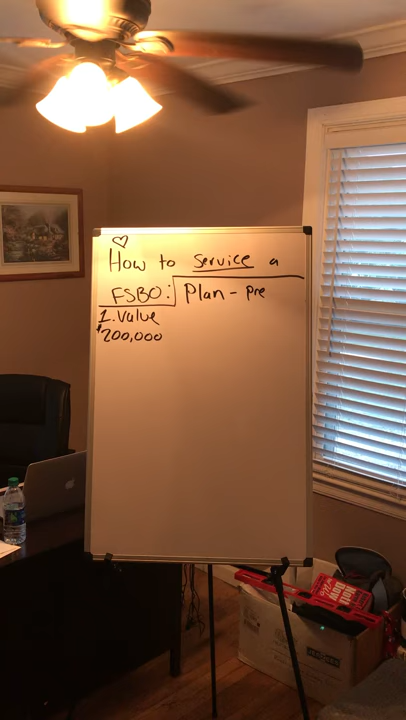 How to Service a
FSBO: Plan - Pre
1. Value
$200,000